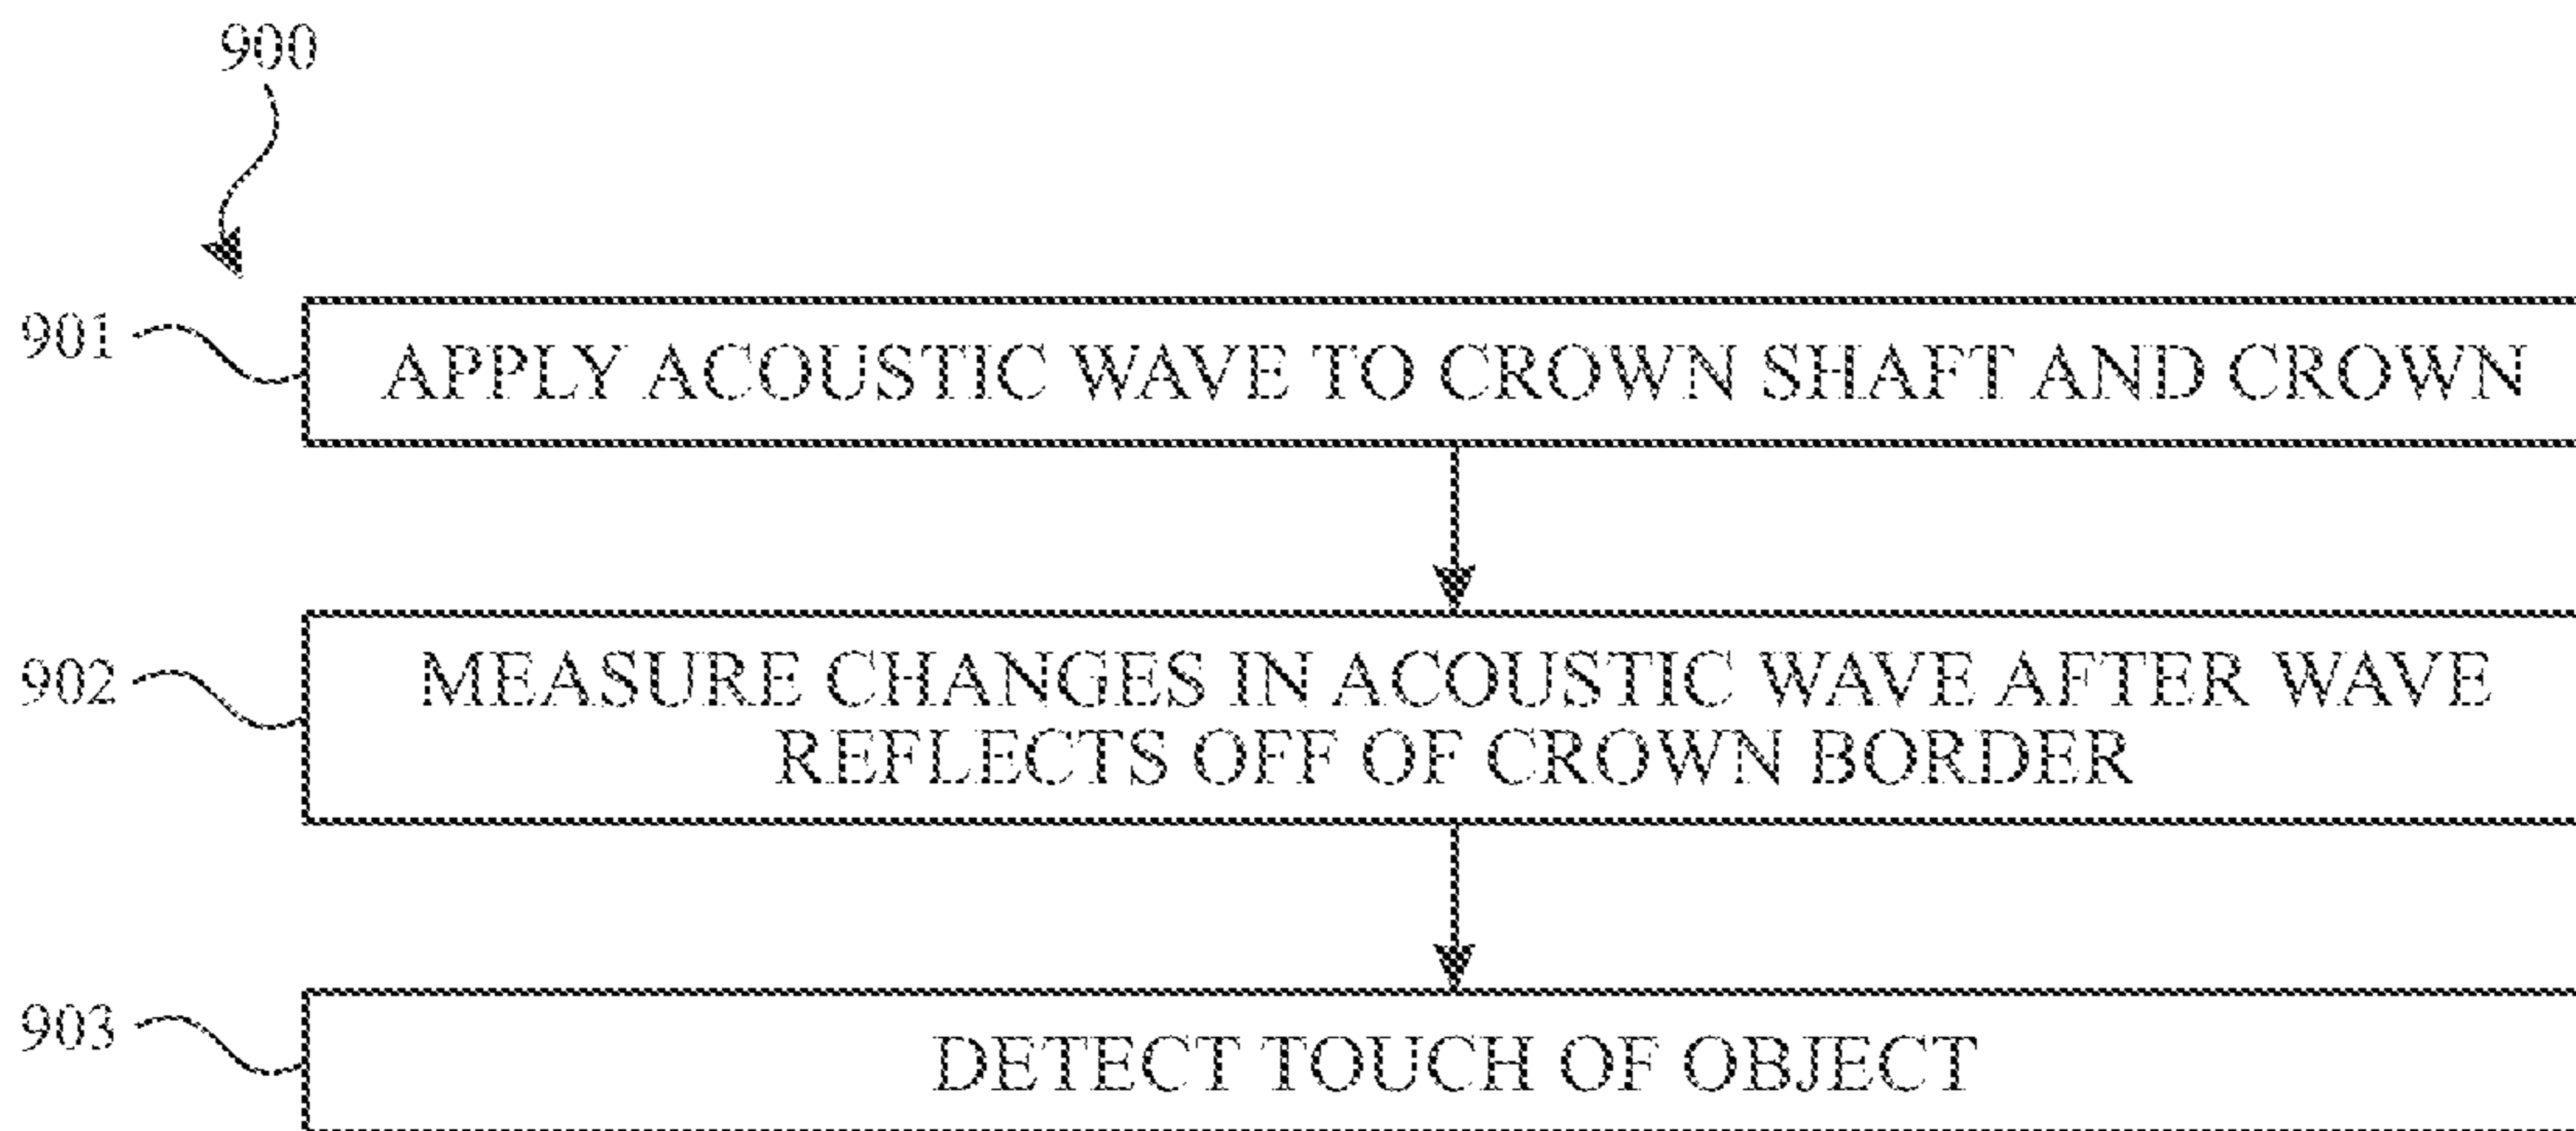 900
901
APPLY ACOUSTIC WAVE TO CROWN SHAFT AND CROWN
902
MEASURE CHANGES IN ACOUSTIC WAVE AFTER WAVE
REFLECTS OFF OF CROWN BORDER
903
DETECT TOUCH OF OBJECT